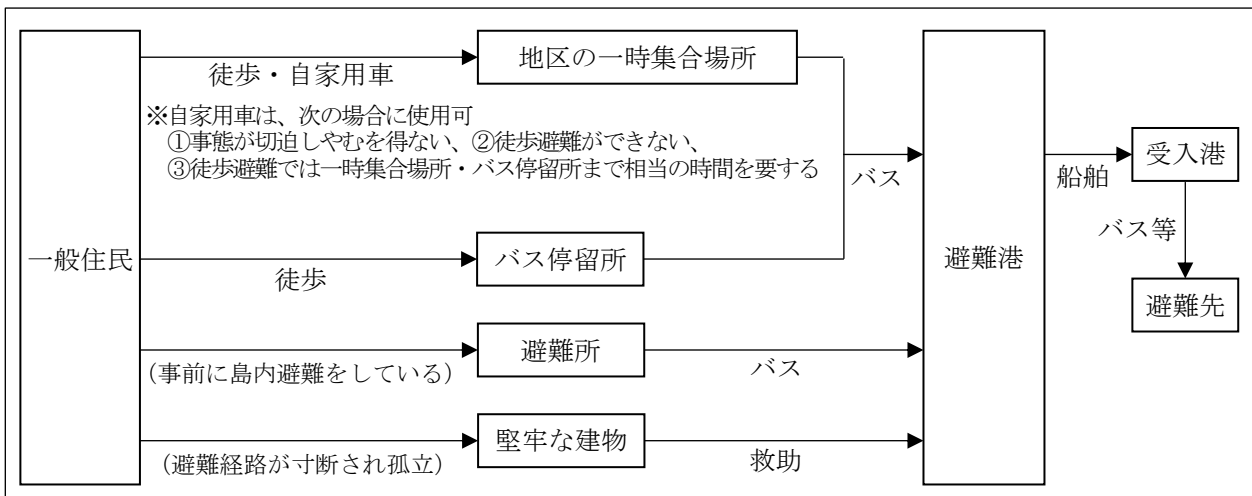 一般住民
徒歩・自家用車
地区の一時集合場所
※自家用車は、次の場合に使用可
①事態が切迫しやむを得ない、②徒歩避難ができない、
③徒歩避難では一時集合場所・バス停留所まで相当の時間を要する
徒歩
バス停留所
バス
(事前に島内避難をしている)
避難所
バス
(避難経路が寸断され孤立)
堅牢な建物
救助
避難港
船舶
受入港
バス等
避難先